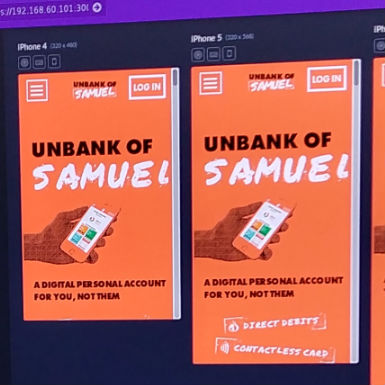 s://192.168.60.101:300
iPhone 4 (320 x 480)
UNBANK OF
SAMUEL
LOG IN
UNBANK OF
SAMUEL
A DIGITAL PERSONAL ACCOUNT
FOR YOU, NOT THEM
iPhone 5 (320 x 568)
UNBANK OF
SAMUEL
LOG IN
UNBANK OF
SAMUEL
A DIGITAL PERSONAL ACCOUNT
FOR YOU, NOT THEM
DIRECT DEBITS
CONTACTLESS CARD